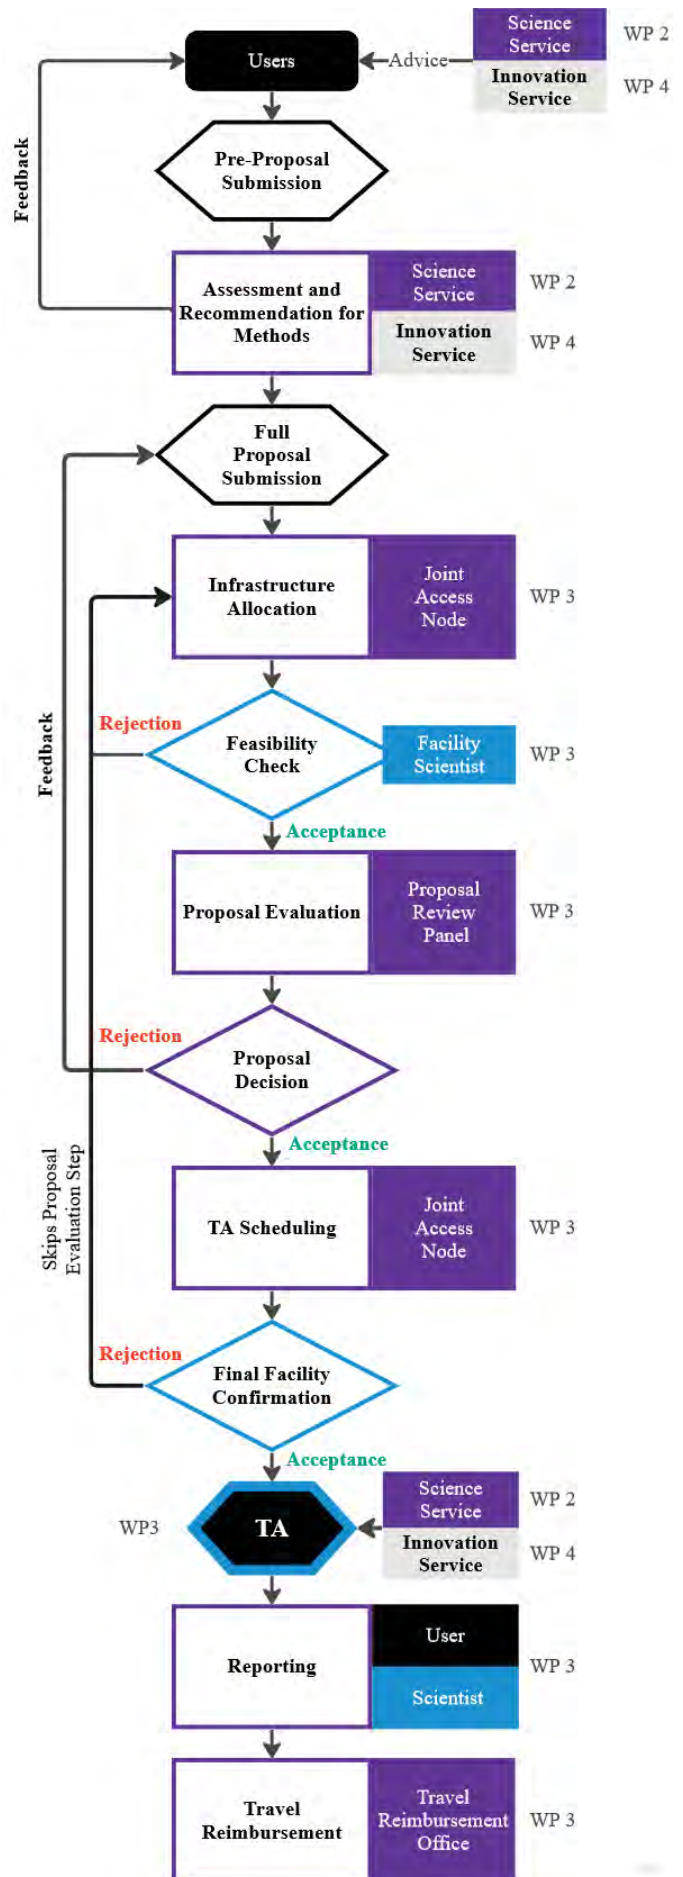 Users
Advice
Science
Service
WP 2
Innovation
Service
WP 4
Pre-Proposal
Submission
Feedback
Assessment and
Recommendation for
Methods
Science
Service
WP 2
Innovation
Service
WP 4
Full
Proposal
Submission
Infrastructure
Allocation
Joint
Access
Node
WP 3
Rejection
Feasibility
Check
Facility
Scientist
WP 3
Feedback
Acceptance
Proposal Evaluation
Proposal
Review
Panel
WP 3
Rejection
Proposal
Decision
Acceptance
Skips Proposal
Evaluation Step
TA Scheduling
Joint
Access
Node
WP 3
Rejection
Final Facility
Confirmation
Acceptance
WP3
TA
Science
Service
WP 2
Innovation
Service
WP 4
Reporting
User
Scientist
WP 3
Travel
Reimbursement
Travel
Reimbursement
Office
WP 3